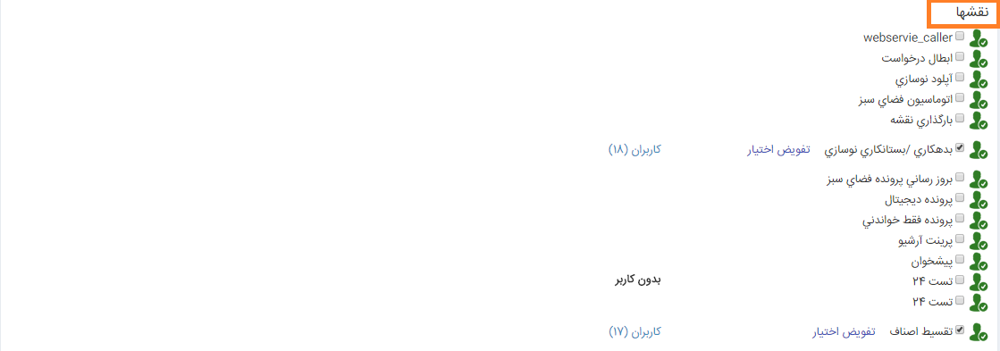 نقشها
webservie_caller
ابطال درخواست
آپلود نوسازي
اتوماسيون فضاي سبز
بارگذاري نقشه
بدهکاري /بستانکاري نوسازي تفویض اختیار کاربران (۱۸)
بروز رساني پرونده فضاي سبز
پرونده ديجيتال
پرونده فقط خواندني
پرينت آرشيو
پيشخوان
تست ۲۴ بدون کاربر
تست ۲۴
تقسيط اصناف تفویض اختیار کاربران (۱۷)